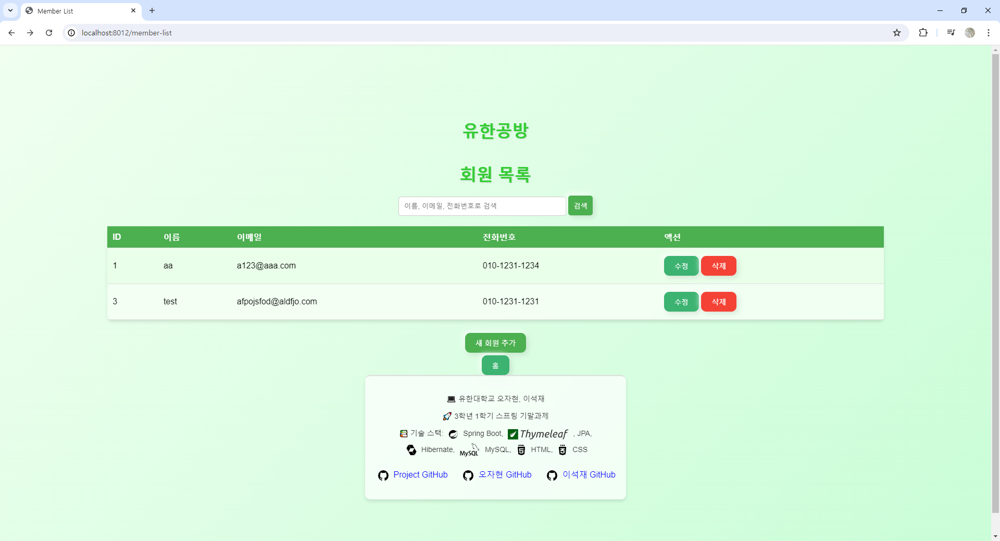 Member List
localhost:8012/member-list
유한공방
회원 목록
이름, 이메일, 전화번호로 검색 검색
ID 이름 이메일 전화번호 액션
1 aa a123@aaa.com 010-1231-1234 수정 삭제
3 test afpojsfod@aldfjo.com 010-1231-1231 수정 삭제
새 회원 추가
홈
💻 유한대학교 오자현, 이석재
🚀 3학년 1학기 스프링 기말과제
📚 기술 스택: Spring Boot, Thymeleaf , JPA,
Hibernate, MySQL MySQL, HTML HTML, CSS CSS
Project GitHub 오자현 GitHub 이석재 GitHub